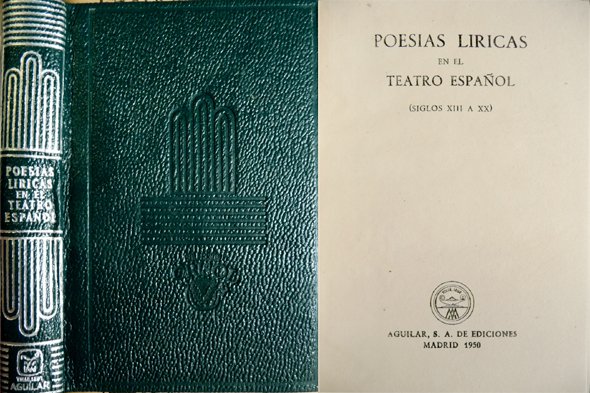 POESIAS
LIRICAS
EN EL
TEATRO
ESPAÑOL
AGUILAR
POESIAS LIRICAS
EN EL
TEATRO ESPAÑOL
(SIGLOS XIII A XX)
AGUILAR, S. A. DE EDICIONES
MADRID 1950